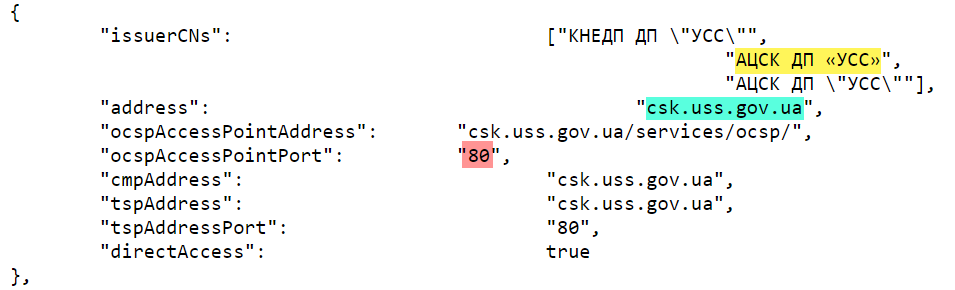 {
"issuerCNs": ["КНЕДП ДП \"УСС\"",
"АЦСК ДП «УСС»",
"АЦСК ДП \"УСС\""],
"address": "csk.uss.gov.ua",
"ocspAccessPointAddress": "csk.uss.gov.ua/services/ocsp/",
"ocspAccessPointPort": "80",
"cmpAddress": "csk.uss.gov.ua",
"tspAddress": "csk.uss.gov.ua",
"tspAddressPort": "80",
"directAccess": true
},